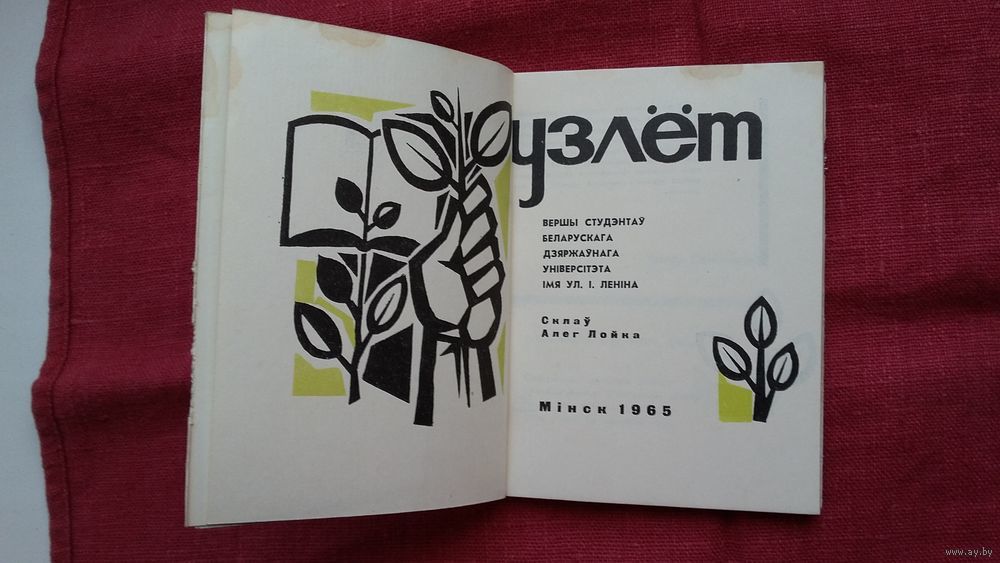 узлёт
ВЕРШЫ СТУДЭНТАЎ
БЕЛАРУСКАГА
ДЗЯРЖАЎНАГА
УНІВЕРСІТЭТА
ІМЯ УЛ. І. ЛЕНІНА
Склаў
Алег Лойка
Мінск 1965
www.ay.by